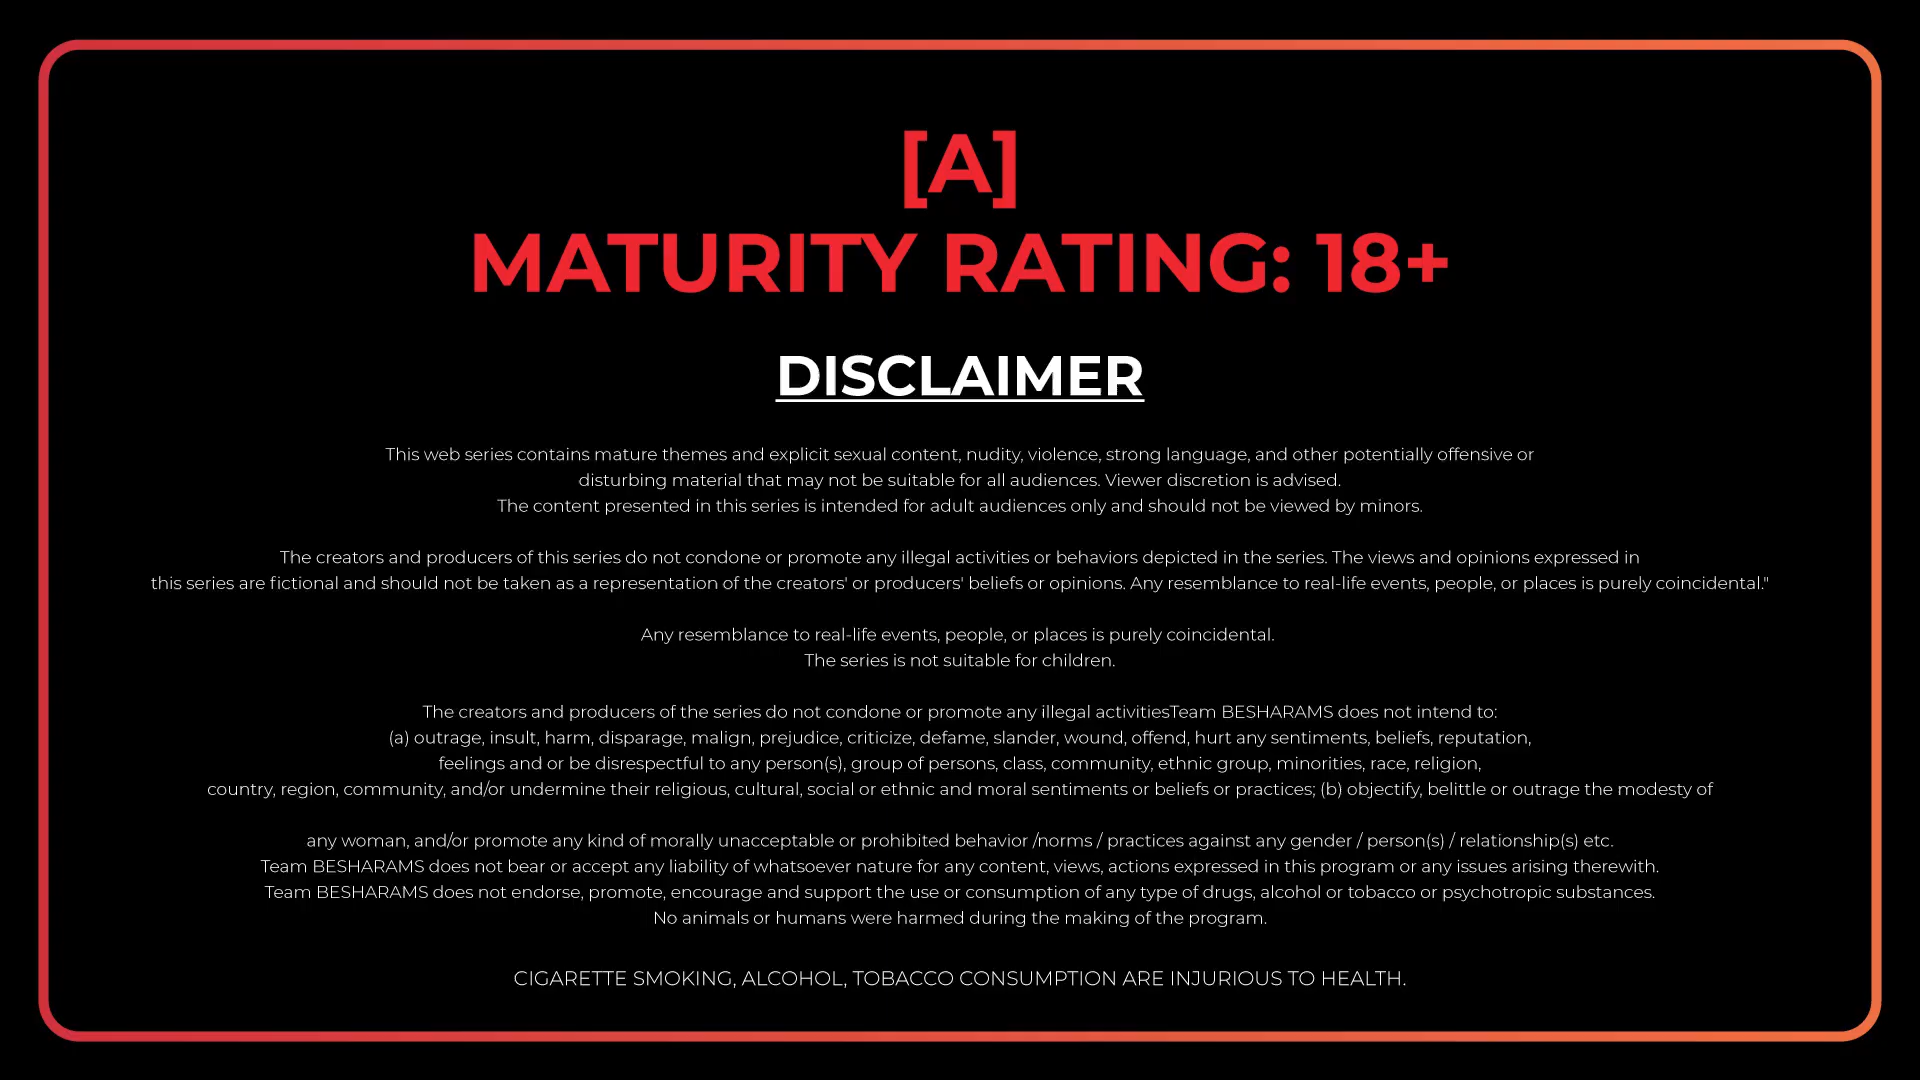 [A]
MATURITY RATING: 18+
DISCLAIMER
This web series contains mature themes and explicit sexual content, nudity, violence, strong language, and other potentially offensive or
disturbing material that may not be suitable for all audiences. Viewer discretion is advised.
The content presented in this series is intended for adult audiences only and should not be viewed by minors.
The creators and producers of this series do not condone or promote any illegal activities or behaviors depicted in the series. The views and opinions expressed in
this series are fictional and should not be taken as a representation of the creators' or producers' beliefs or opinions. Any resemblance to real-life events, people, or places is purely coincidental."
Any resemblance to real-life events, people, or places is purely coincidental.
The series is not suitable for children.
The creators and producers of the series do not condone or promote any illegal activitiesTeam BESHARAMS does not intend to:
(a) outrage, insult, harm, disparage, malign, prejudice, criticize, defame, slander, wound, offend, hurt any sentiments, beliefs, reputation,
feelings and or be disrespectful to any person(s), group of persons, class, community, ethnic group, minorities, race, religion,
country, region, community, and/or undermine their religious, cultural, social or ethnic and moral sentiments or beliefs or practices; (b) objectify, belittle or outrage the modesty of
any woman, and/or promote any kind of morally unacceptable or prohibited behavior /norms / practices against any gender / person(s) / relationship(s) etc.
Team BESHARAMS does not bear or accept any liability of whatsoever nature for any content, views, actions expressed in this program or any issues arising therewith.
Team BESHARAMS does not endorse, promote, encourage and support the use or consumption of any type of drugs, alcohol or tobacco or psychotropic substances.
No animals or humans were harmed during the making of the program.
CIGARETTE SMOKING, ALCOHOL, TOBACCO CONSUMPTION ARE INJURIOUS TO HEALTH.